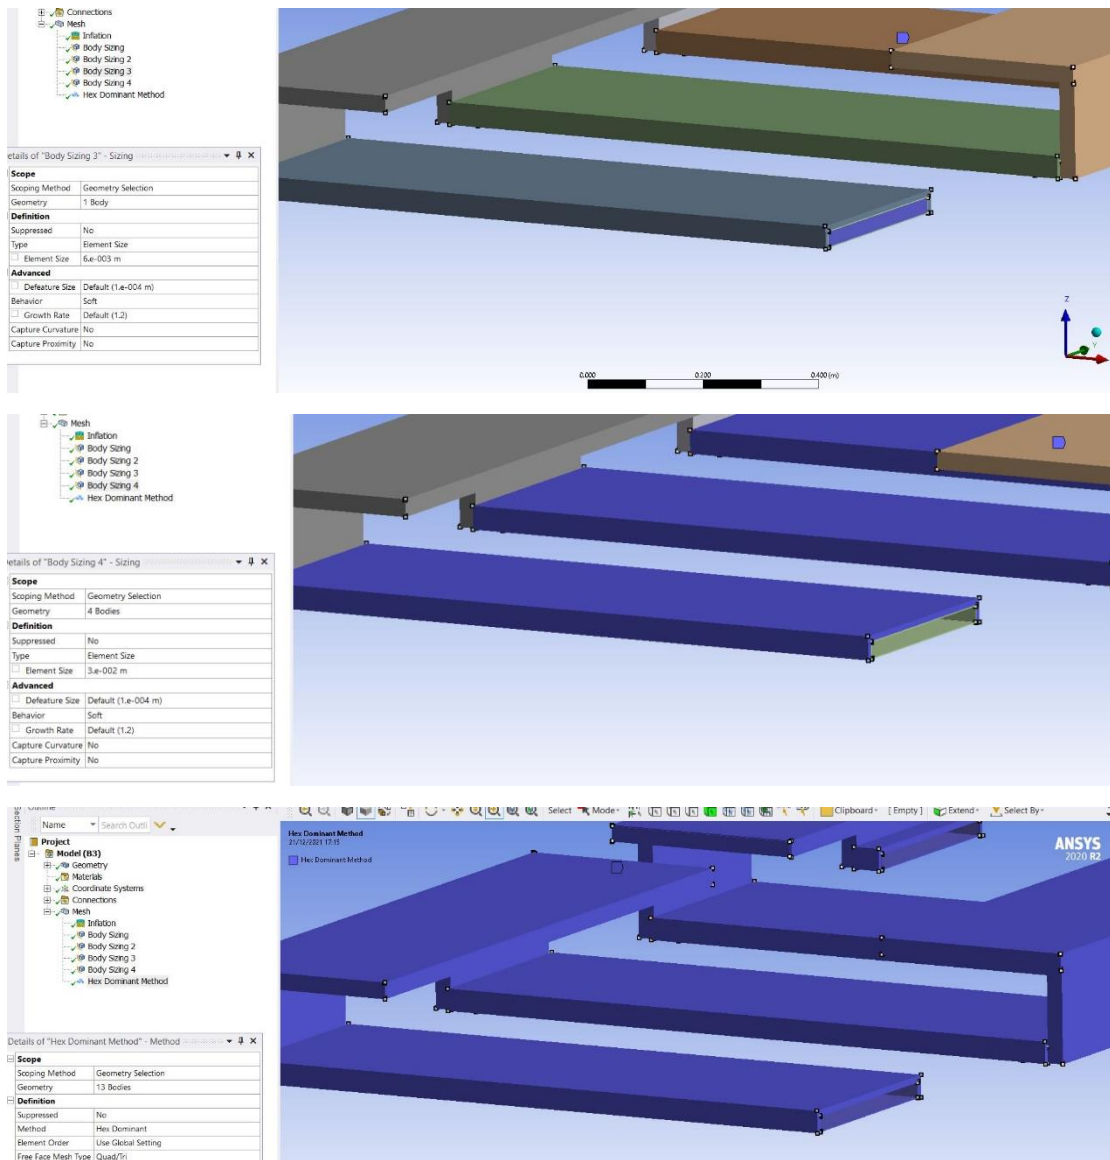 Connections
Mesh
Inflation
Body Sizing
Body Sizing 2
Body Sizing 3
Body Sizing 4
Hex Dominant Method
etails of "Body Sizing 3" - Sizing
Scope
Scoping Method Geometry Selection
Geometry 1 Body
Definition
Suppressed No
Type Element Size
Element Size 6.e-003 m
Advanced
Defeature Size Default (1.e-004 m)
Behavior Soft
Growth Rate Default (1.2)
Capture Curvature No
Capture Proximity No
Z
Y
0.000 0.200 0.400 (m)
Mesh
Inflation
Body Sizing
Body Sizing 2
Body Sizing 3
Body Sizing 4
Hex Dominant Method
etails of "Body Sizing 4" - Sizing
Scope
Scoping Method Geometry Selection
Geometry 4 Bodies
Definition
Suppressed No
Type Element Size
Element Size 3.e-002 m
Advanced
Defeature Size Default (1.e-004 m)
Behavior Soft
Growth Rate Default (1.2)
Capture Curvature No
Capture Proximity No
Outline
Select Mode Clipboard [ Empty ] Extend Select By
Section Planes
Name Search Outli
Project
Model (B3)
Geometry
Materials
Coordinate Systems
Connections
Mesh
Inflation
Body Sizing
Body Sizing 2
Body Sizing 3
Body Sizing 4
Hex Dominant Method
Hex Dominant Method
21/12/2021 17:15
Hex Dominant Method
ANSYS
2020 R2
Details of "Hex Dominant Method" - Method
Scope
Scoping Method Geometry Selection
Geometry 13 Bodies
Definition
Suppressed No
Method Hex Dominant
Element Order Use Global Setting
Free Face Mesh Type Quad/Tri